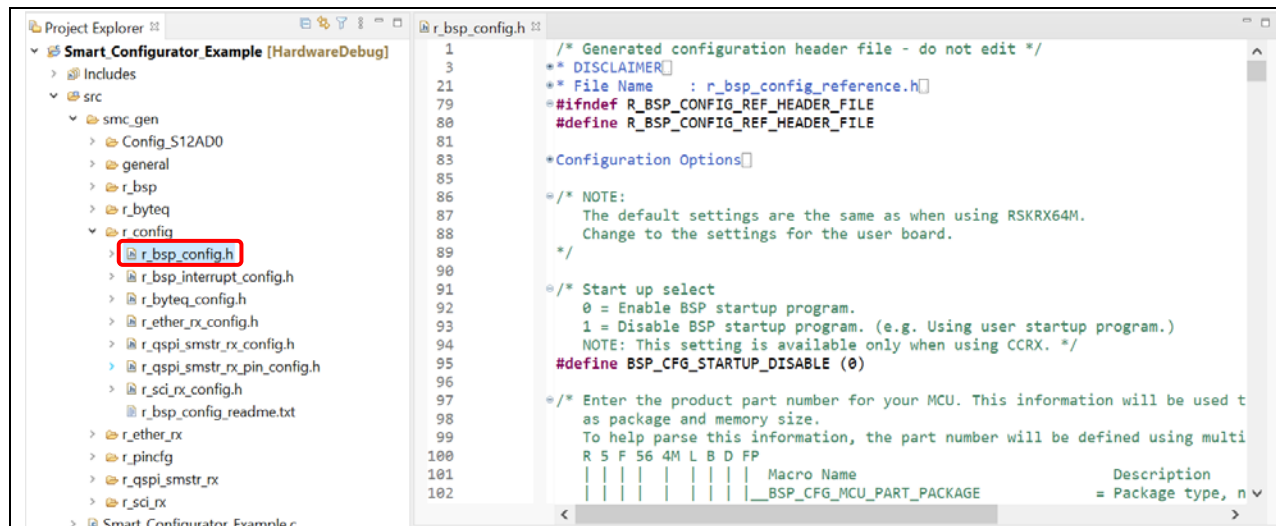 Project Explorer
Smart_Configurator_Example [HardwareDebug]
Includes
src
smc_gen
Config_S12AD0
general
r_bsp
r_byteq
r_config
r_bsp_config.h
r_bsp_interrupt_config.h
r_byteq_config.h
r_ether_rx_config.h
r_qspi_smstr_rx_config.h
r_qspi_smstr_rx_pin_config.h
r_sci_rx_config.h
r_bsp_config_readme.txt
r_ether_rx
r_pincfg
r_qspi_smstr_rx
r_sci_rx
Smart_Configurator_Example.c
r_bsp_config.h
1 /* Generated configuration header file - do not edit */
3 ** DISCLAIMER
21 ** File Name : r_bsp_config_reference.h
79 #ifndef R_BSP_CONFIG_REF_HEADER_FILE
80 #define R_BSP_CONFIG_REF_HEADER_FILE
81
83 Configuration Options
85
86 /* NOTE:
87 The default settings are the same as when using RSKRX64M.
88 Change to the settings for the user board.
89 */
90
91 /* Start up select
92 0 = Enable BSP startup program.
93 1 = Disable BSP startup program. (e.g. Using user startup program.)
94 NOTE: This setting is available only when using CCRX. */
95 #define BSP_CFG_STARTUP_DISABLE (0)
96
97 /* Enter the product part number for your MCU. This information will be used t
98 as package and memory size.
99 To help parse this information, the part number will be defined using multi
100 R 5 F 56 4M L B D FP
101 | | | | | | | | | Macro Name Description
102 | | | | | | | | |__BSP_CFG_MCU_PART_PACKAGE = Package type, n